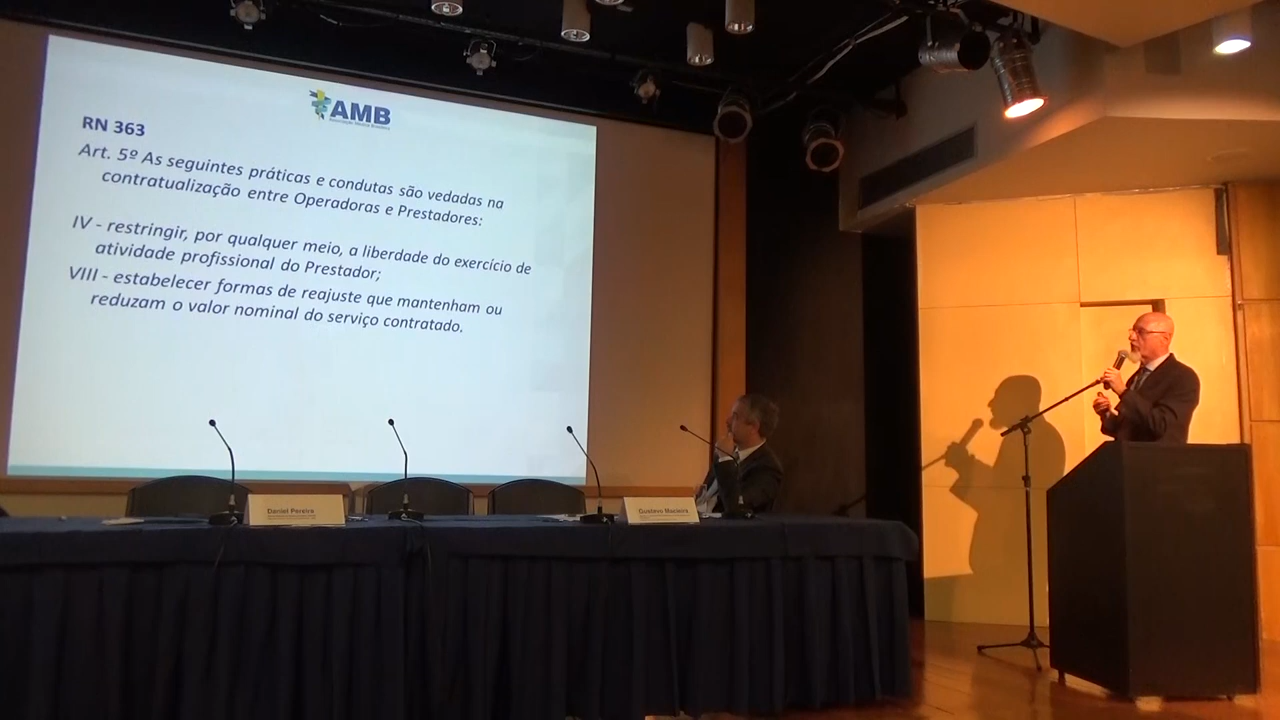 AMB
RN 363
Art. 5º As seguintes práticas e condutas são vedadas na
contratualização entre Operadoras e Prestadores:
IV - restringir, por qualquer meio, a liberdade do exercício de
atividade profissional do Prestador;
VIII - estabelecer formas de reajuste que mantenham ou
reduzam o valor nominal do serviço contratado.
Daniel Pereira
Gustavo Macieira